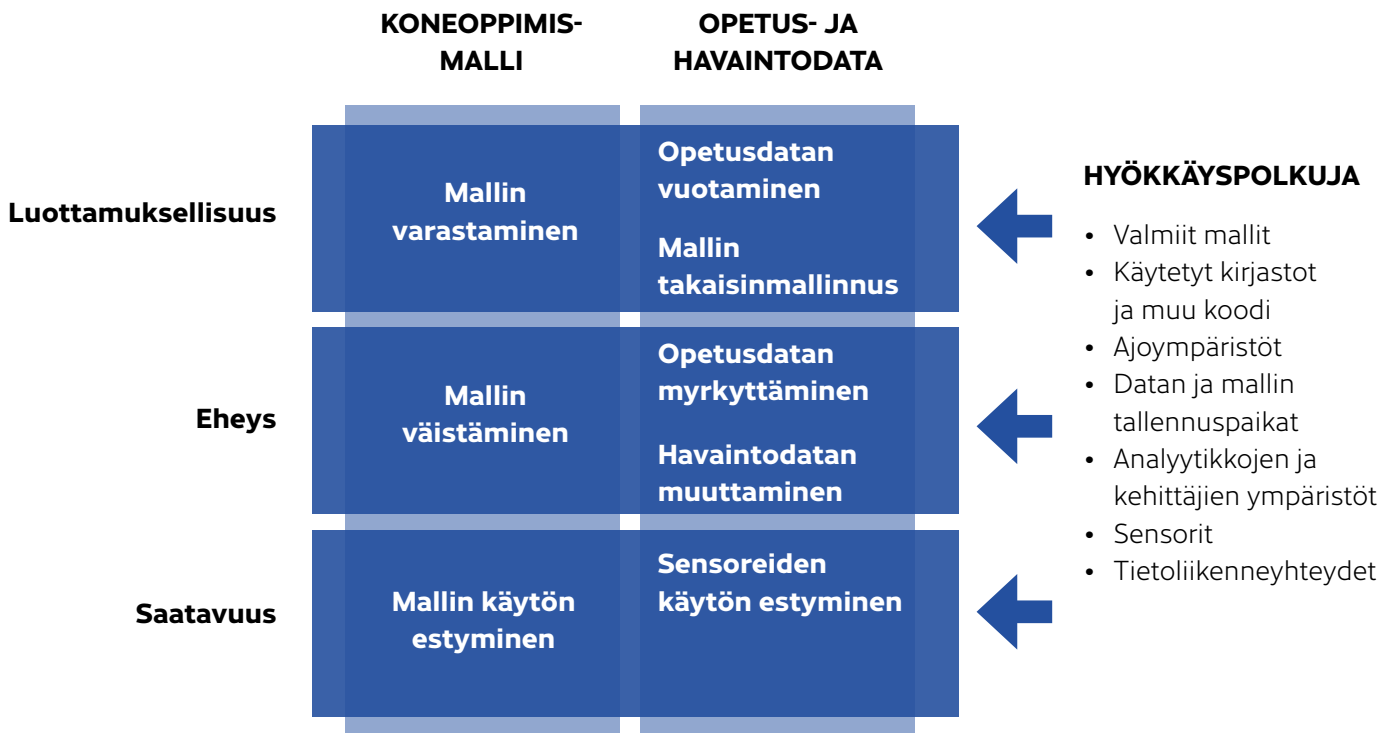 KONEOPPIMIS-
MALLI
OPETUS- JA
HAVAINTODATA
Luottamuksellisuus
Mallin
varastaminen
Opetusdatan
vuotaminen
Mallin
takaisinmallinnus
Eheys
Mallin
väistäminen
Opetusdatan
myrkyttäminen
Havaintodatan
muuttaminen
Saatavuus
Mallin käytön
estyminen
Sensoreiden
käytön estyminen
HYÖKKÄYSPOLKUJA
• Valmiit mallit
• Käytetyt kirjastot
ja muu koodi
• Ajoympäristöt
• Datan ja mallin
tallennuspaikat
• Analyytikkojen ja
kehittäjien ympäristöt
• Sensorit
• Tietoliikenneyhteydet